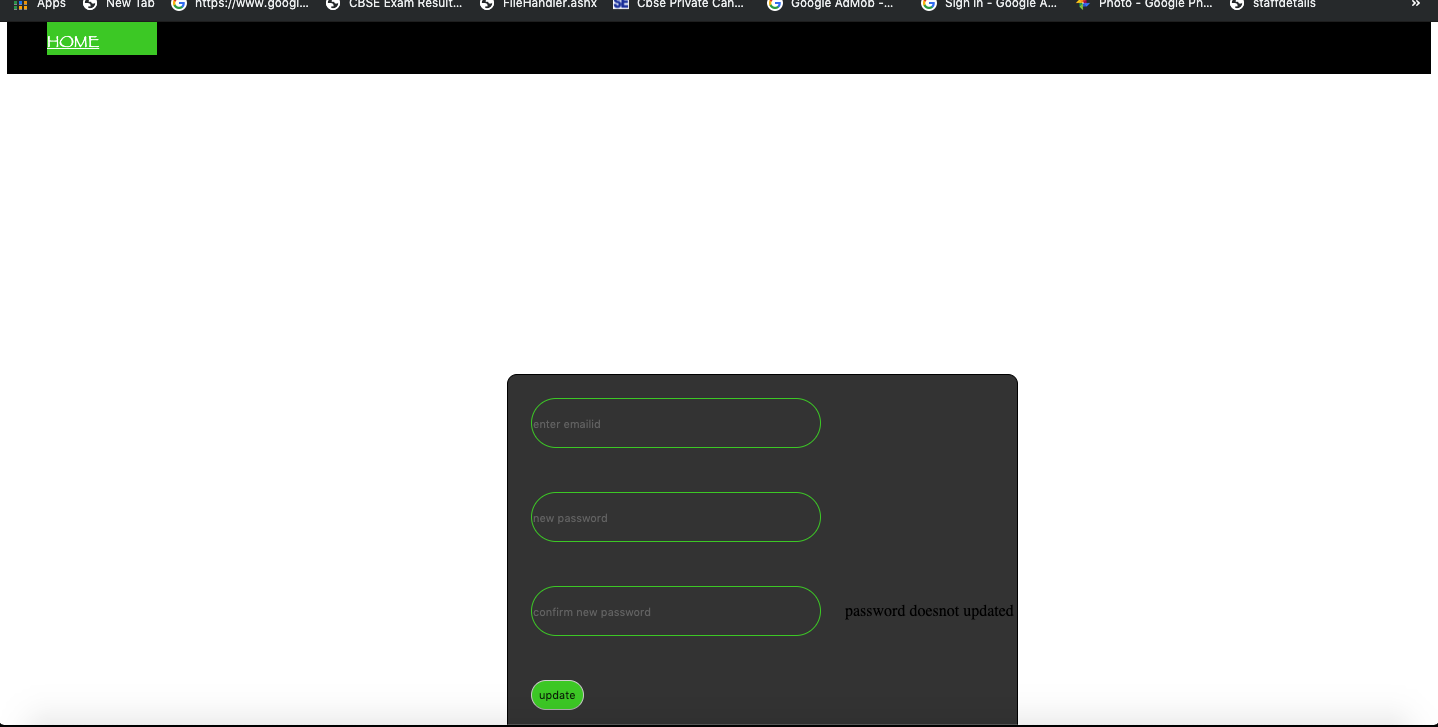 Apps New Tab https://www.googl... CBSE Exam Result... FileHandler.ashx Cbse Private Can... Google AdMob -... Sign in - Google A... Photo - Google Ph... staffdetails »
HOME
enter emailid
new password
confirm new password password doesnot updated
update